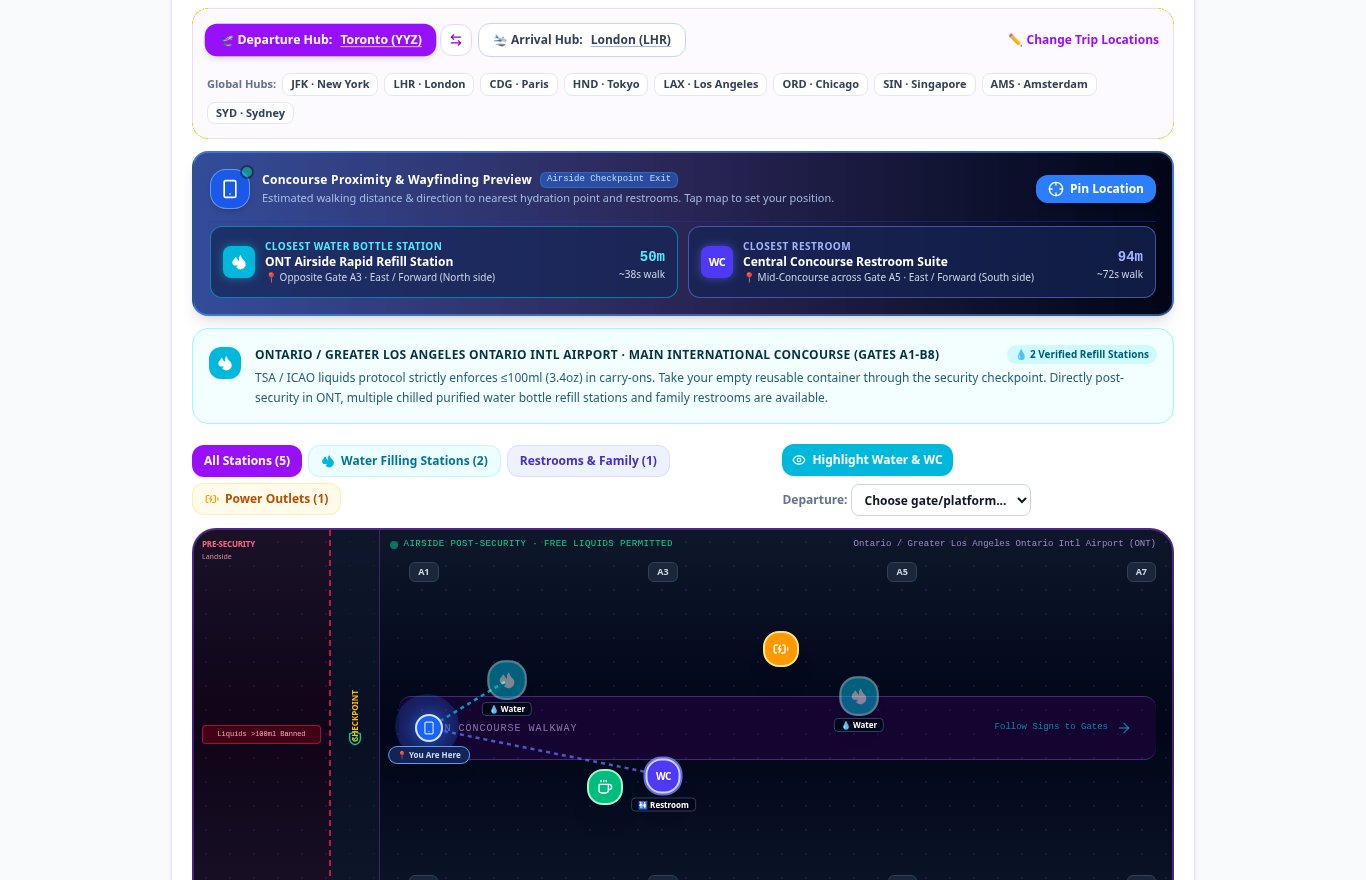 🛫 Departure Hub: Toronto (YYZ)
🛬 Arrival Hub: London (LHR)
✏️ Change Trip Locations
Global Hubs: JFK · New York LHR · London CDG · Paris HND · Tokyo LAX · Los Angeles ORD · Chicago SIN · Singapore AMS · Amsterdam
SYD · Sydney
Concourse Proximity & Wayfinding Preview Airside Checkpoint Exit
Estimated walking distance & direction to nearest hydration point and restrooms. Tap map to set your position.
Pin Location
CLOSEST WATER BOTTLE STATION
ONT Airside Rapid Refill Station
📍 Opposite Gate A3 · East / Forward (North side)
50m
~38s walk
WC
CLOSEST RESTROOM
Central Concourse Restroom Suite
📍 Mid-Concourse across Gate A5 · East / Forward (South side)
94m
~72s walk
ONTARIO / GREATER LOS ANGELES ONTARIO INTL AIRPORT · MAIN INTERNATIONAL CONCOURSE (GATES A1-B8)
💧 2 Verified Refill Stations
TSA / ICAO liquids protocol strictly enforces ≤100ml (3.4oz) in carry-ons. Take your empty reusable container through the security checkpoint. Directly post-
security in ONT, multiple chilled purified water bottle refill stations and family restrooms are available.
All Stations (5) Water Filling Stations (2) Restrooms & Family (1)
Power Outlets (1)
Highlight Water & WC
Departure: Choose gate/platform...
PRE-SECURITY
Landside
AIRSIDE POST-SECURITY · FREE LIQUIDS PERMITTED
Ontario / Greater Los Angeles Ontario Intl Airport (ONT)
A1 A3 A5 A7
💧 Water
💧 Water
CHECKPOINT
N CONCOURSE WALKWAY
Follow Signs to Gates
Liquids >100ml Banned
📍 You Are Here
WC
🚻 Restroom